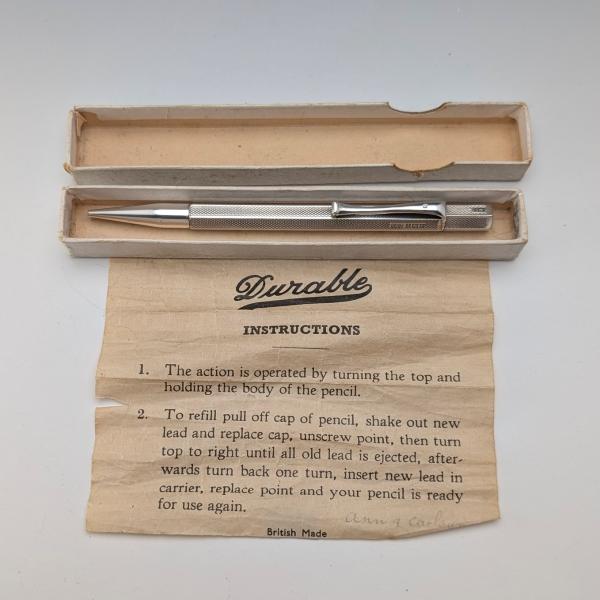 Durable
INSTRUCTIONS
1. The action is operated by turning the top and
holding the body of the pencil.
2. To refill pull off cap of pencil, shake out new
lead and replace cap, unscrew point, then turn
top to right until all old lead is ejected, after-
wards turn back one turn, insert new lead in
carrier, replace point and your pencil is ready
for use again.
British Made